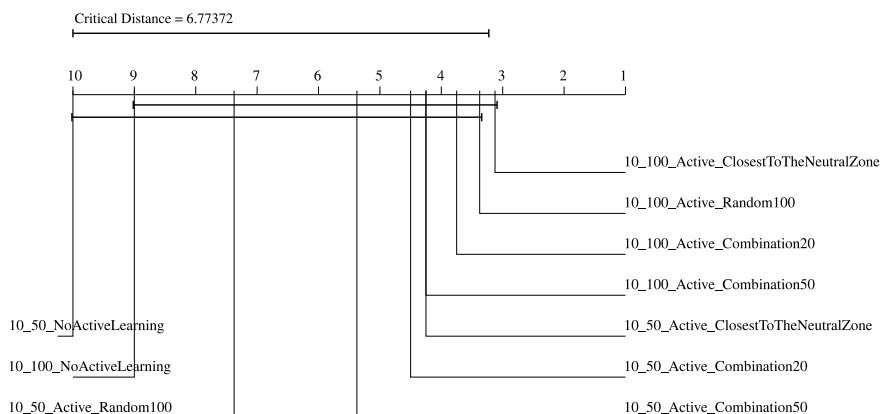 Critical Distance = 6.77372
10 9 8 7 6 5 4 3 2 1
10_100_Active_ClosestToTheNeutralZone
10_100_Active_Random100
10_100_Active_Combination20
10_100_Active_Combination50
10_50_NoActiveLearning 10_50_Active_ClosestToTheNeutralZone
10_100_NoActiveLearning 10_50_Active_Combination20
10_50_Active_Random100 10_50_Active_Combination50